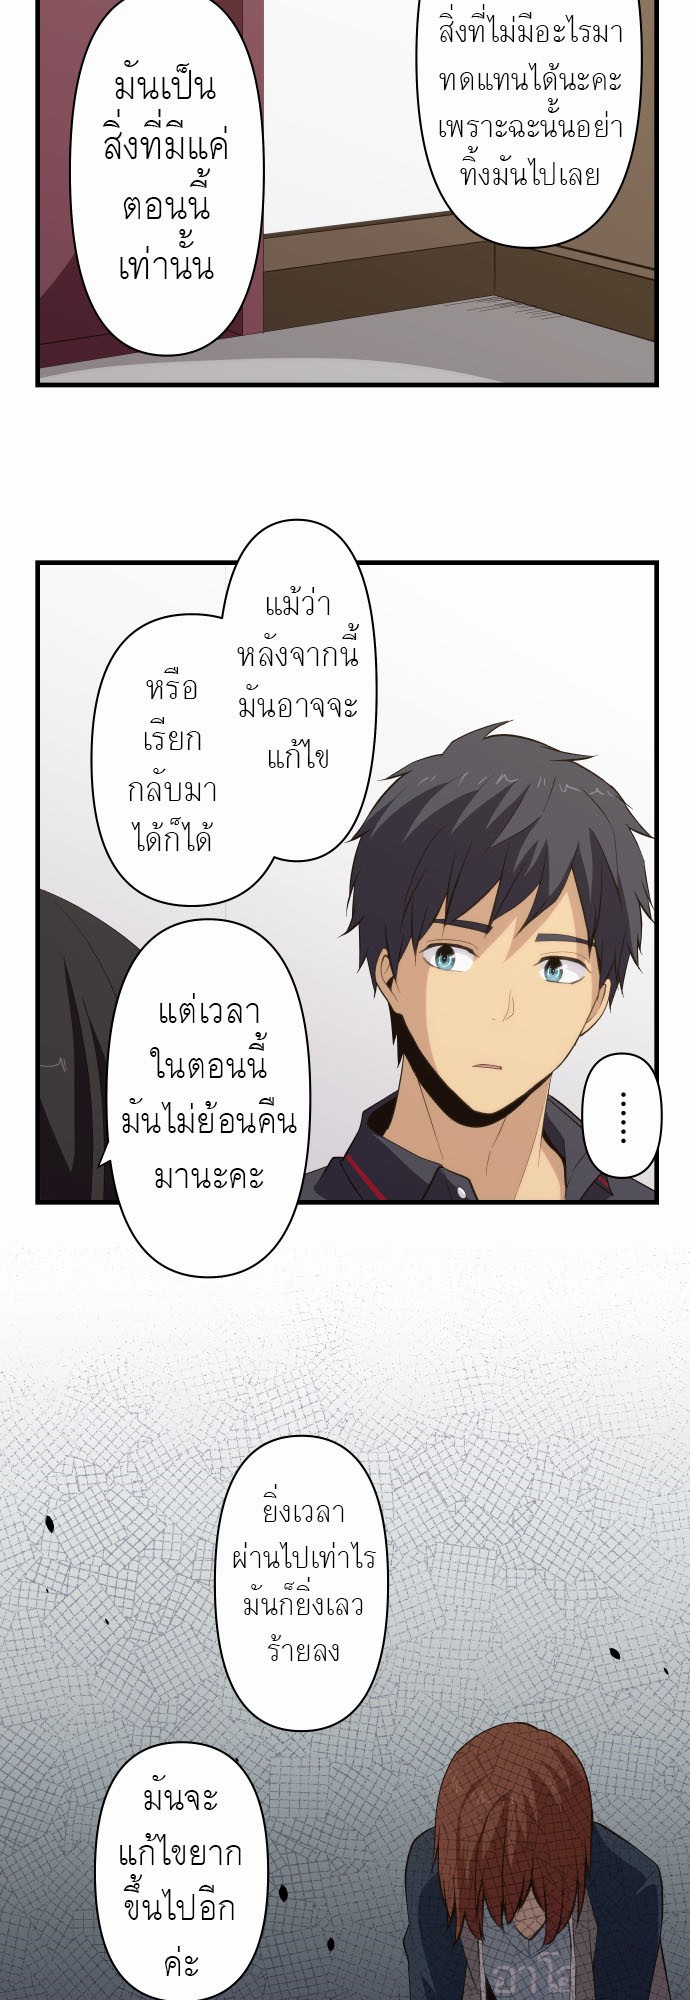 สิ่งที่ไม่มีอะไรมา
ทดแทนได้นะคะ
เพราะฉะนั้นอย่า
ทิ้งมันไปเลย
มันเป็น
สิ่งที่มีแค่
ตอนนี้
เท่านั้น
แม้ว่า
หลังจากนี้
มันอาจจะ
แก้ไข
หรือ
เรียก
กลับมา
ได้ก็ได้
แต่เวลา
ในตอนนี้
มันไม่ย้อนคืน
มานะคะ
......
ยิ่งเวลา
ผ่านไปเท่าไร
มันก็ยิ่งเลว
ร้ายลง
มันจะ
แก้ไขยาก
ขึ้นไปอีก
ค่ะ
อาโอ